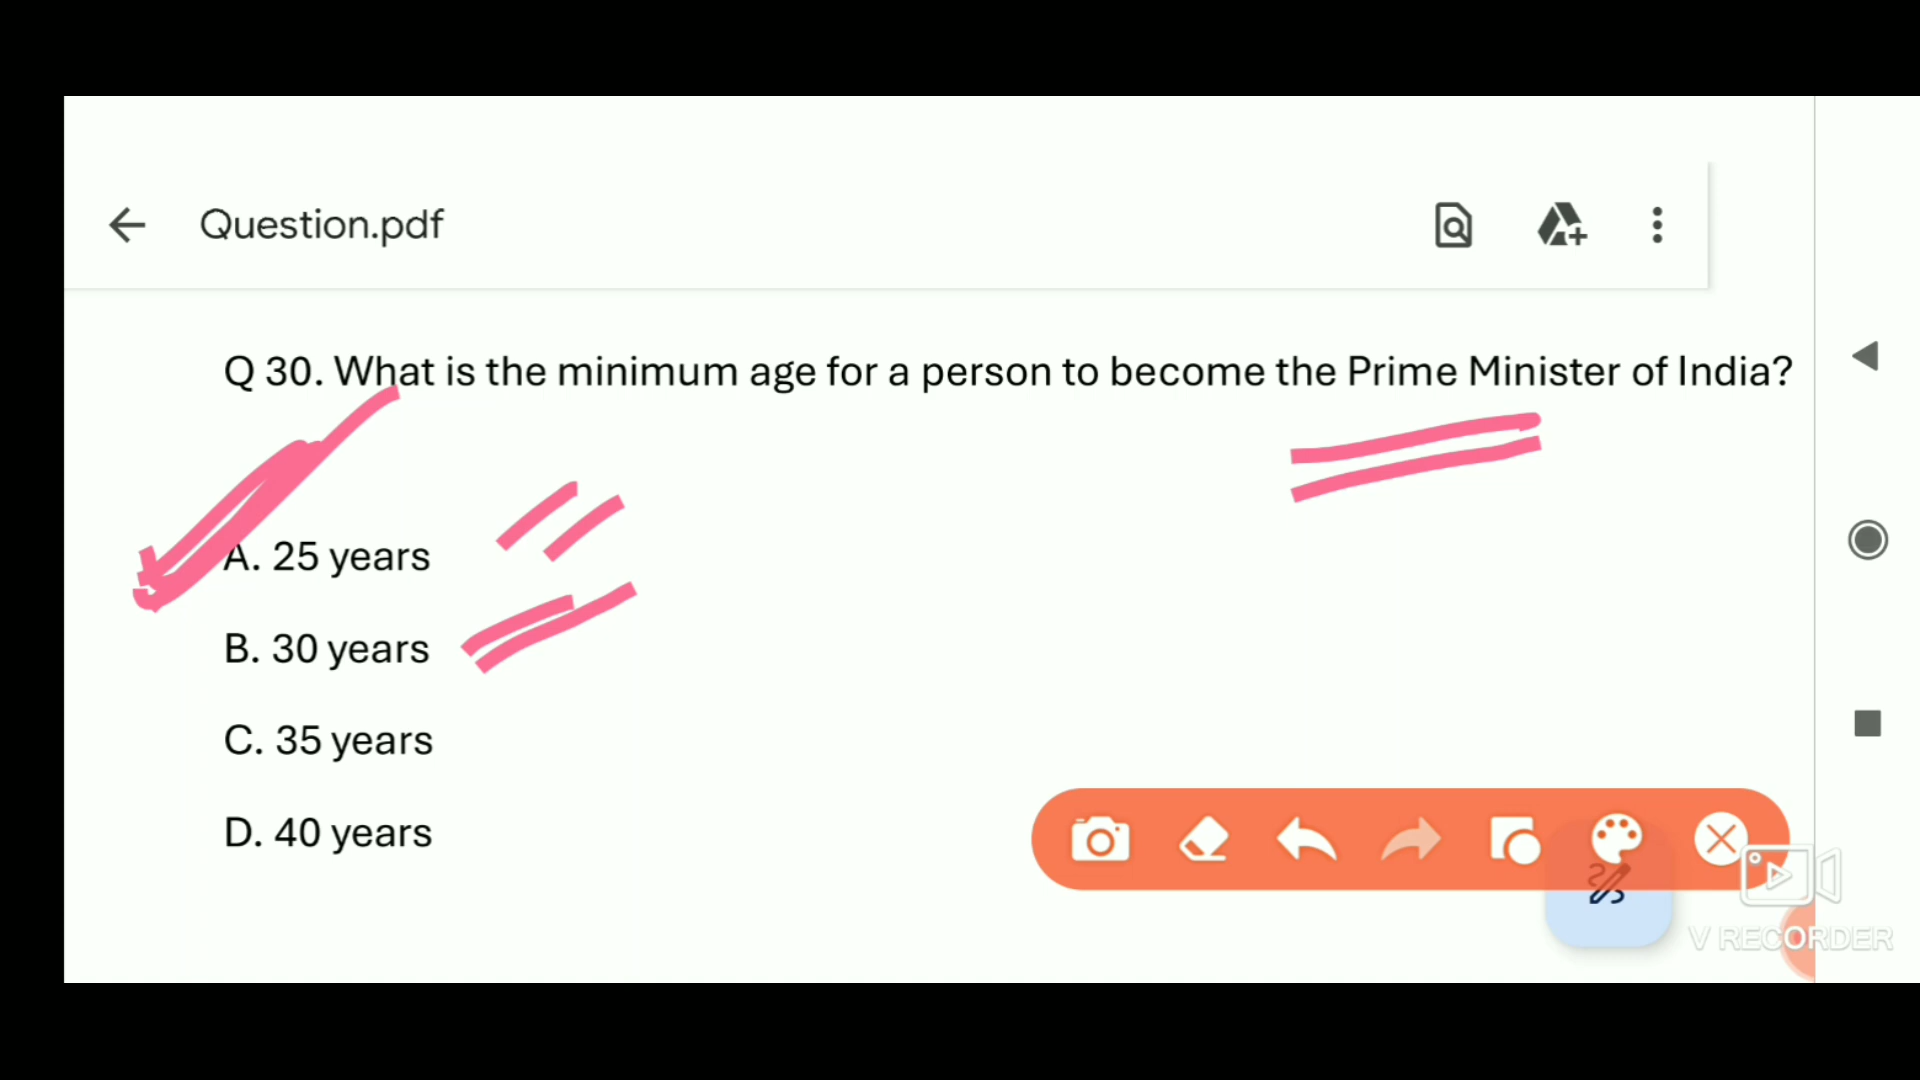 Question.pdf
Q 30. What is the minimum age for a person to become the Prime Minister of India?
A. 25 years
B. 30 years
C. 35 years
D. 40 years
V RECORDER